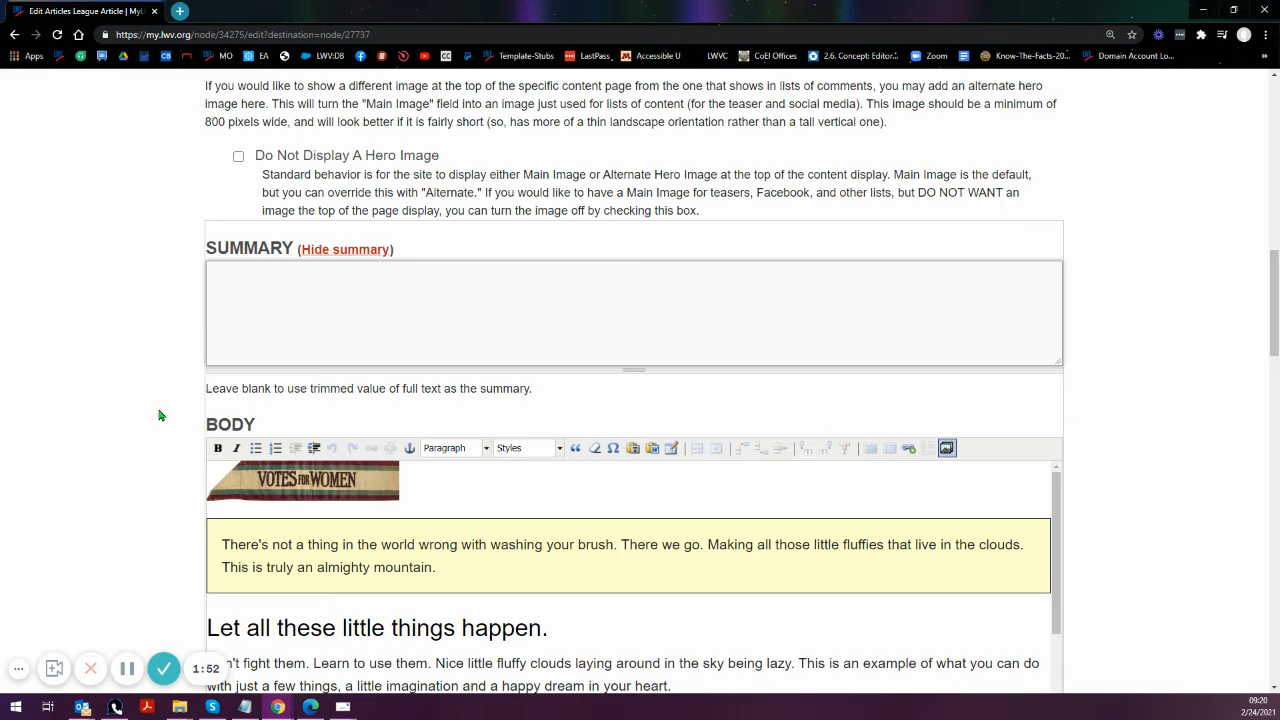 Edit Articles League Article | MyL
https://my.lwv.org/node/34275/edit?destination=node/27737
Apps MO EA LWV:DB Template-Stubs LastPass Accessible U LWVC CoEI Offices 2.6. Concept: Editor... Zoom Know-The-Facts-20... Domain Account Lo...
If you would like to show a different image at the top of the specific content page from the one that shows in lists of comments, you may add an alternate hero
image here. This will turn the "Main Image" field into an image just used for lists of content (for the teaser and social media). This image should be a minimum of
800 pixels wide, and will look better if it is fairly short (so, has more of a thin landscape orientation rather than a tall vertical one).
Do Not Display A Hero Image
Standard behavior is for the site to display either Main Image or Alternate Hero Image at the top of the content display. Main Image is the default,
but you can override this with "Alternate." If you would like to have a Main Image for teasers, Facebook, and other lists, but DO NOT WANT an
image the top of the page display, you can turn the image off by checking this box.
SUMMARY (Hide summary)
Leave blank to use trimmed value of full text as the summary.
BODY
B I Paragraph Styles
VOTES FOR WOMEN
There's not a thing in the world wrong with washing your brush. There we go. Making all those little fluffies that live in the clouds.
This is truly an almighty mountain.
Let all these little things happen.
n't fight them. Learn to use them. Nice little fluffy clouds laying around in the sky being lazy. This is an example of what you can do
with just a few things, a little imagination and a happy dream in your heart.
1:52
09:20
2/24/2021